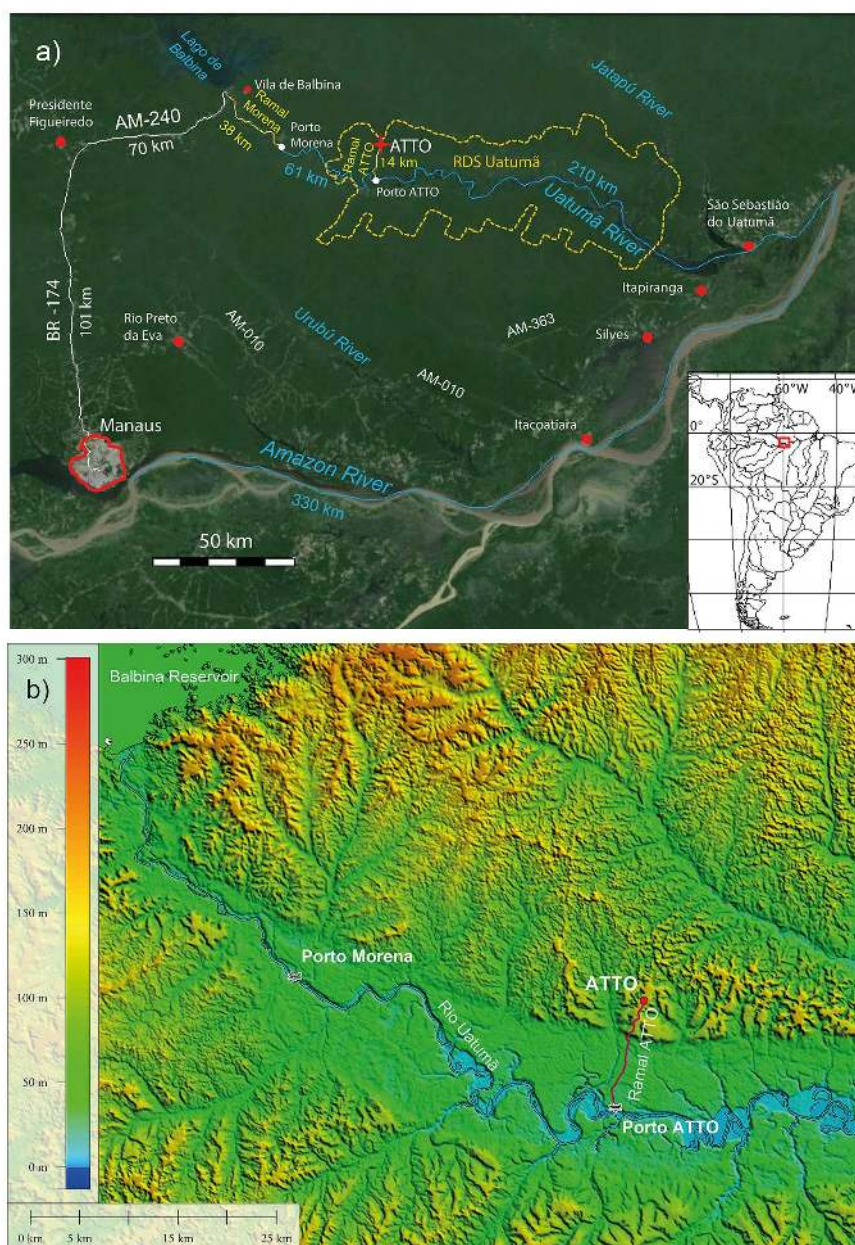 a)
Lago de
Balbina
Vila de Balbina
Jatapú River
Presidente
Figueiredo
AM-240
70 km
Ramal
Morena
38 km
Porto
Morena
61 km
Ramal
ATTO
ATTO
14 km
Porto ATTO
RDS Uatumã
210 km
Uatumã River
São Sebastião
do Uatumã
Itapiranga
BR -174
101 km
Rio Preto
da Eva
AM-010
Urubú River
AM-363
Silves
AM-010
Itacoatiara
Manaus
Amazon River
330 km
50 km
60°W
40°W
0°
20°S
b)
300 m
250 m
200 m
150 m
100 m
50 m
0 m
Balbina Reservoir
Porto Morena
Rio Uatumã
ATTO
Ramal ATTO
Porto ATTO
0 km
5 km
15 km
25 km